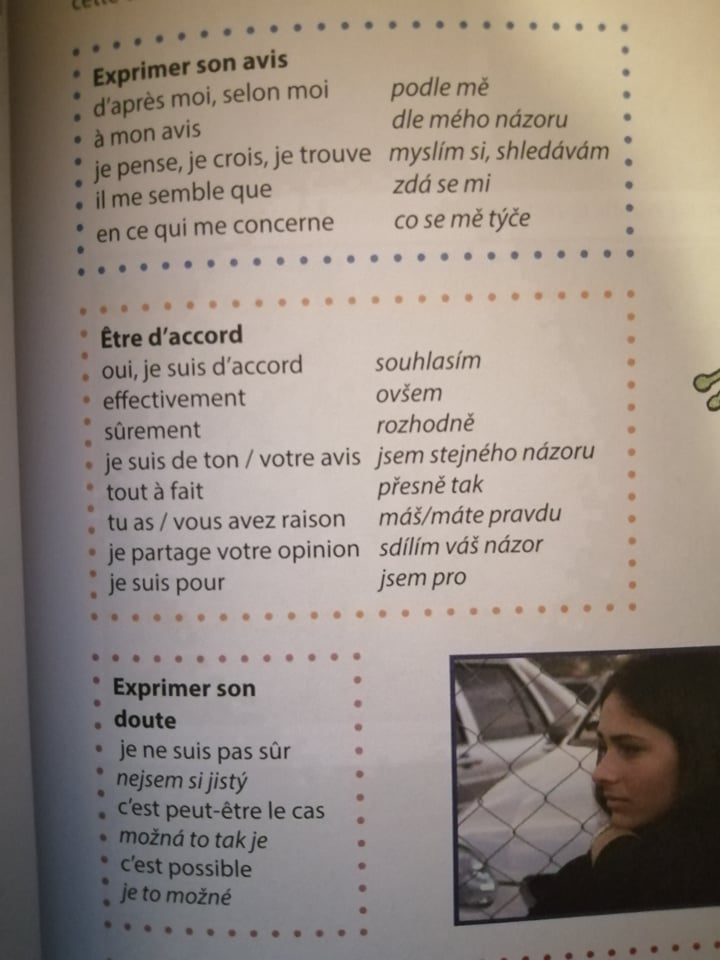 Exprimer son avis
d'après moi, selon moi podle mě
à mon avis dle mého názoru
je pense, je crois, je trouve myslím si, shledávám
il me semble que zdá se mi
en ce qui me concerne co se mě týče
Être d'accord
oui, je suis d'accord souhlasím
effectivement ovšem
sûrement rozhodně
je suis de ton / votre avis jsem stejného názoru
tout à fait přesně tak
tu as / vous avez raison máš/máte pravdu
je partage votre opinion sdílím váš názor
je suis pour jsem pro
Exprimer son
doute
je ne suis pas sûr
nejsem si jistý
c'est peut-être le cas
možná to tak je
c'est possible
je to možné